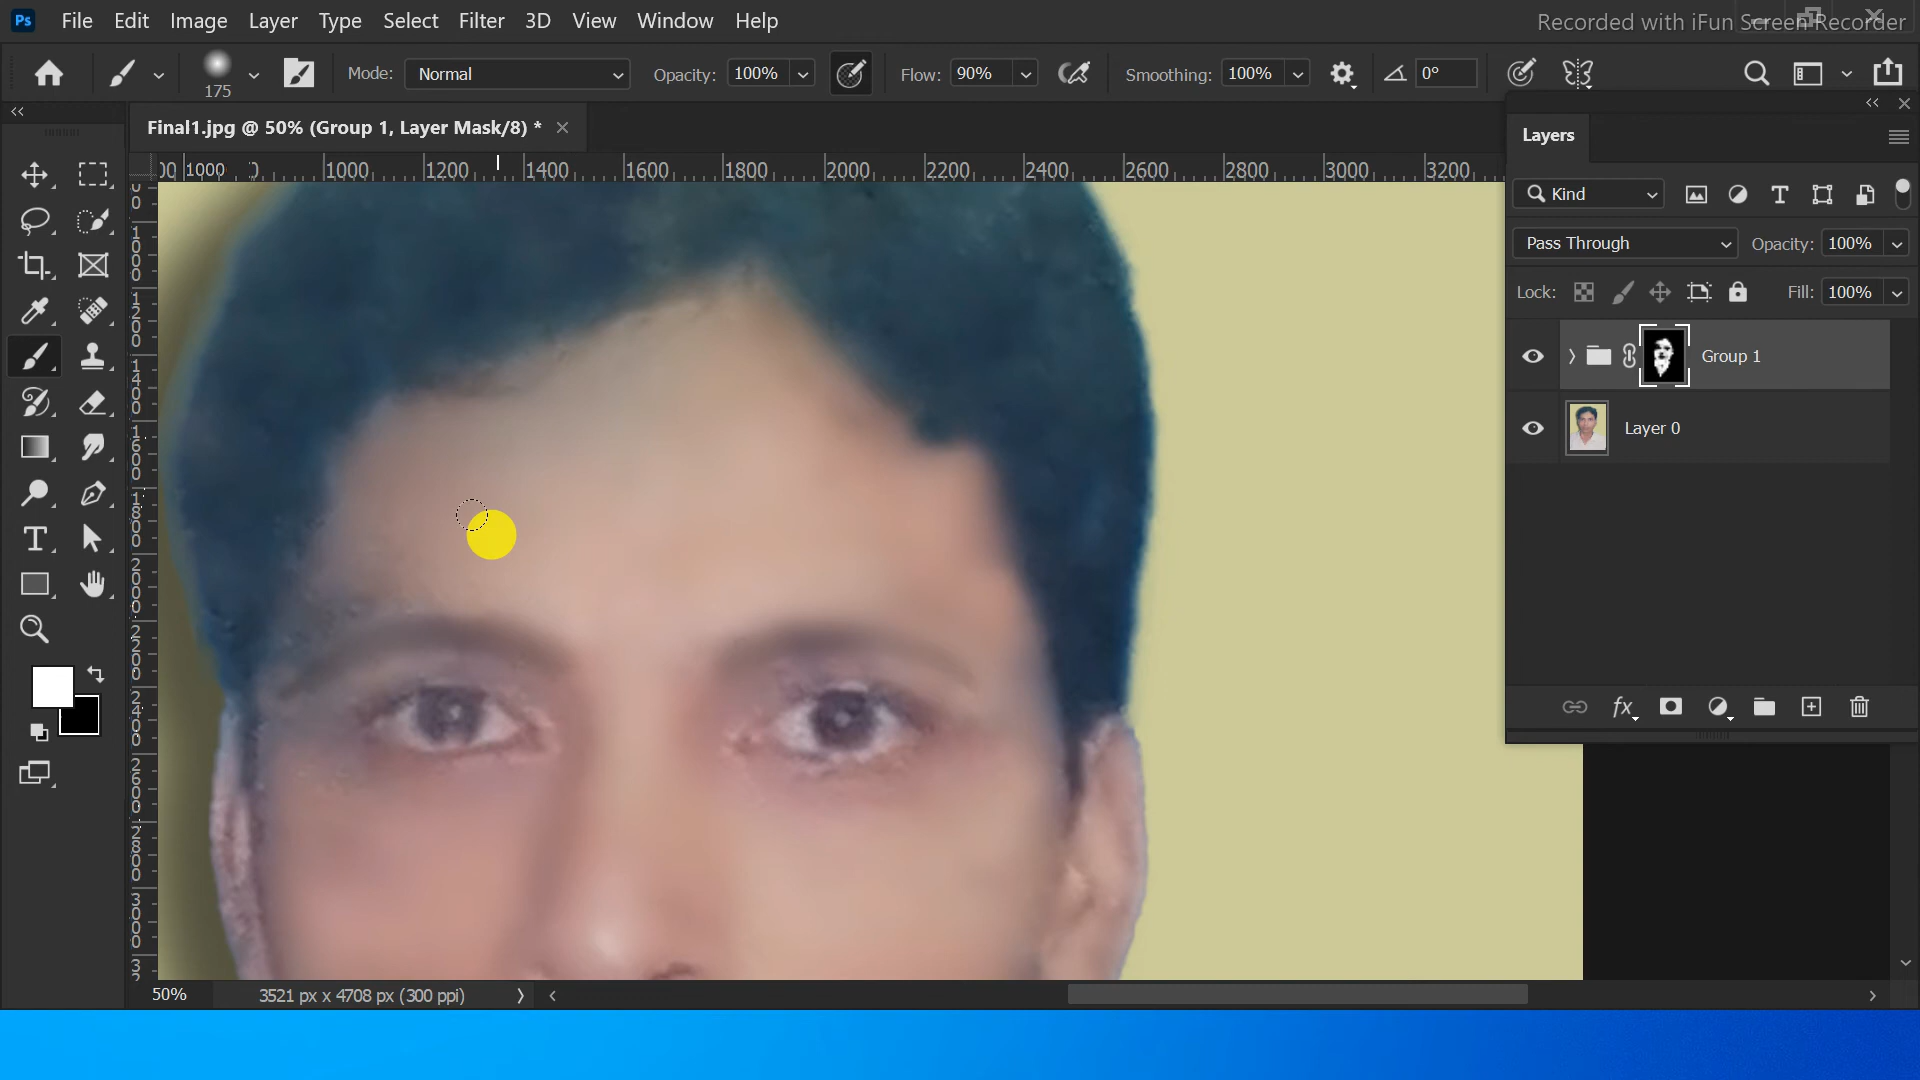 Ps File Edit Image Layer Type Select Filter 3D View Window Help
Recorded with iFun Screen Recorder
175 Mode: Normal Opacity: 100% Flow: 90% Smoothing: 100% 0°
Final1.jpg @ 50% (Group 1, Layer Mask/8) *
1000 1000 1200 1400 1600 1800 2000 2200 2400 2600 2800 3000 3200
Layers
Kind
Pass Through Opacity: 100%
Lock: Fill: 100%
Group 1
Layer 0
fx
50% 3521 px x 4708 px (300 ppi)